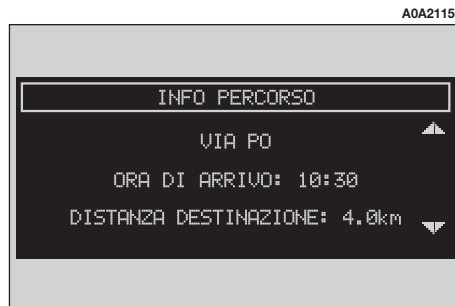 A0A2115
INFO PERCORSO
VIA PO
ORA DI ARRIVO: 10:30
DISTANZA DESTINAZIONE: 4.0km